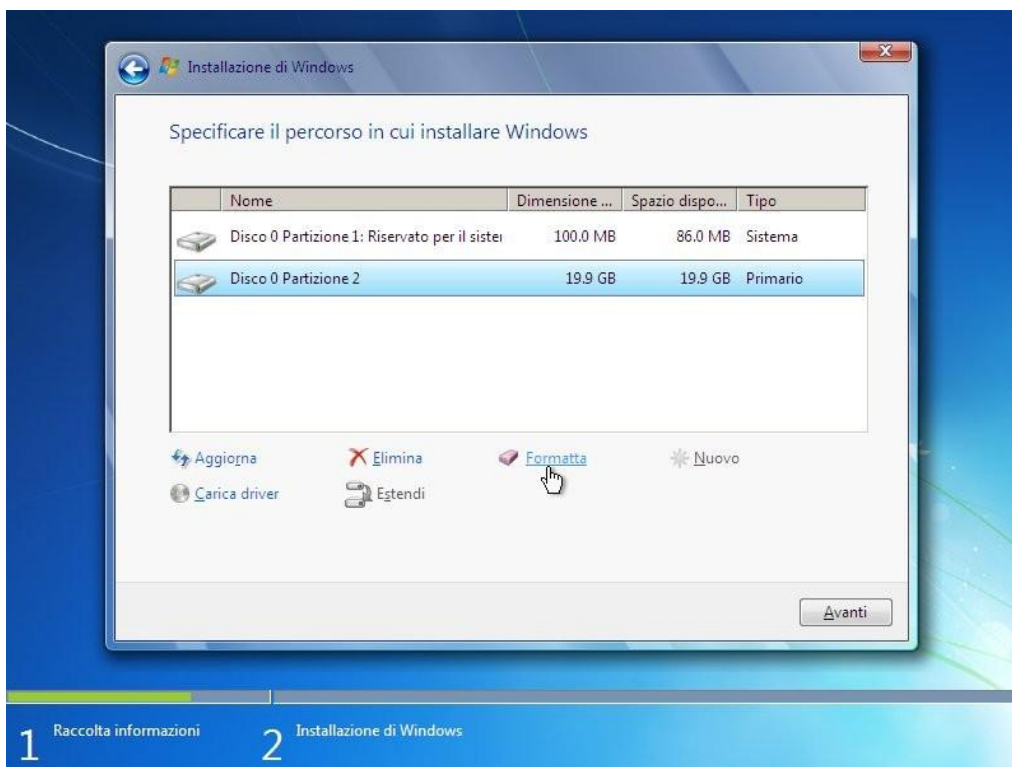 Installazione di Windows
Specificare il percorso in cui installare Windows
Nome Dimensione ... Spazio dispo... Tipo
Disco 0 Partizione 1: Riservato per il sister 100.0 MB 86.0 MB Sistema
Disco 0 Partizione 2 19.9 GB 19.9 GB Primario
Aggiorna Elimina Formatta Nuovo
Carica driver Estendi
Avanti
1 Raccolta informazioni 2 Installazione di Windows